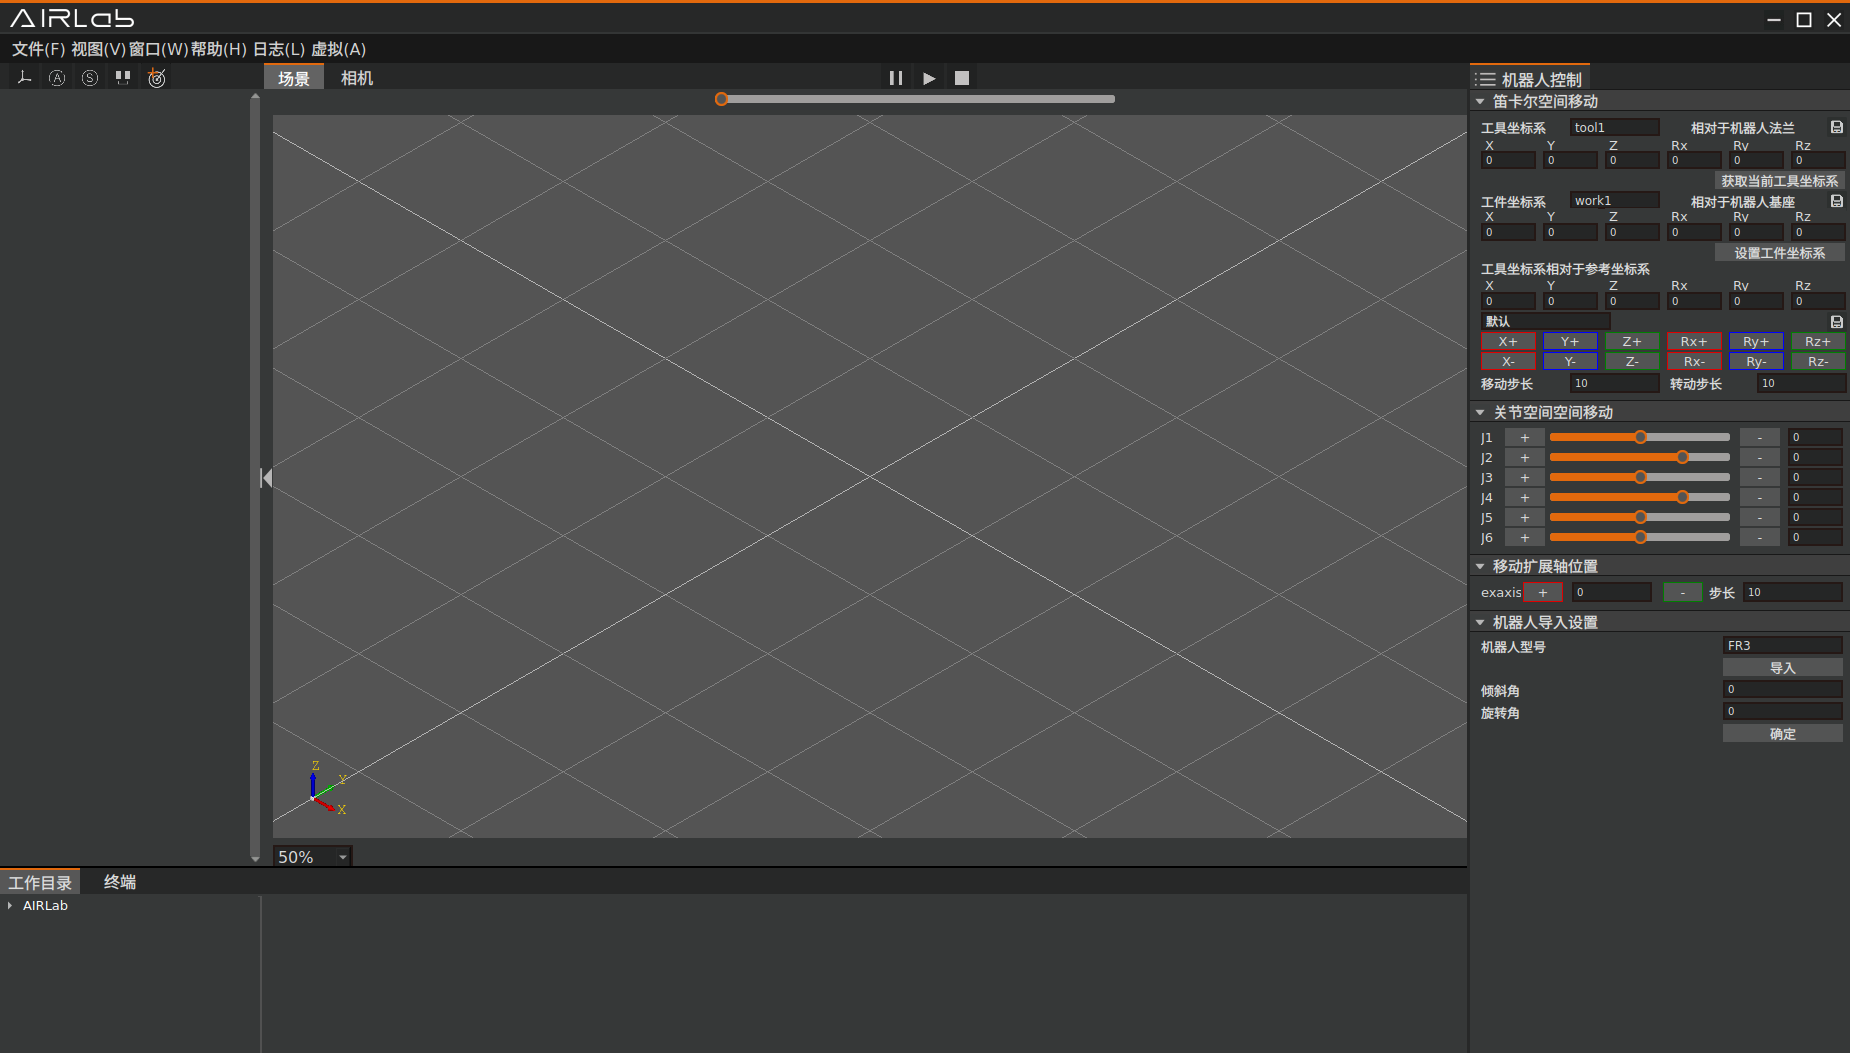 AIRLab
文件(F) 视图(V) 窗口(W) 帮助(H) 日志(L) 虚拟(A)
A S 场景 相机
机器人控制
笛卡尔空间移动
工具坐标系 tool1 相对于机器人法兰
X Y Z Rx Ry Rz
0 0 0 0 0 0
获取当前工具坐标系
工件坐标系 work1 相对于机器人基座
X Y Z Rx Ry Rz
0 0 0 0 0 0
设置工件坐标系
工具坐标系相对于参考坐标系
X Y Z Rx Ry Rz
0 0 0 0 0 0
默认
X+ Y+ Z+ Rx+ Ry+ Rz+
X- Y- Z- Rx- Ry- Rz-
移动步长 10 转动步长 10
关节空间空间移动
J1 + - 0
J2 + - 0
J3 + - 0
J4 + - 0
J5 + - 0
J6 + - 0
移动扩展轴位置
exaxis + 0 - 步长 10
机器人导入设置
机器人型号 FR3
导入
倾斜角 0
旋转角 0
确定
Z
Y
X
50%
工作目录 终端
AIRLab